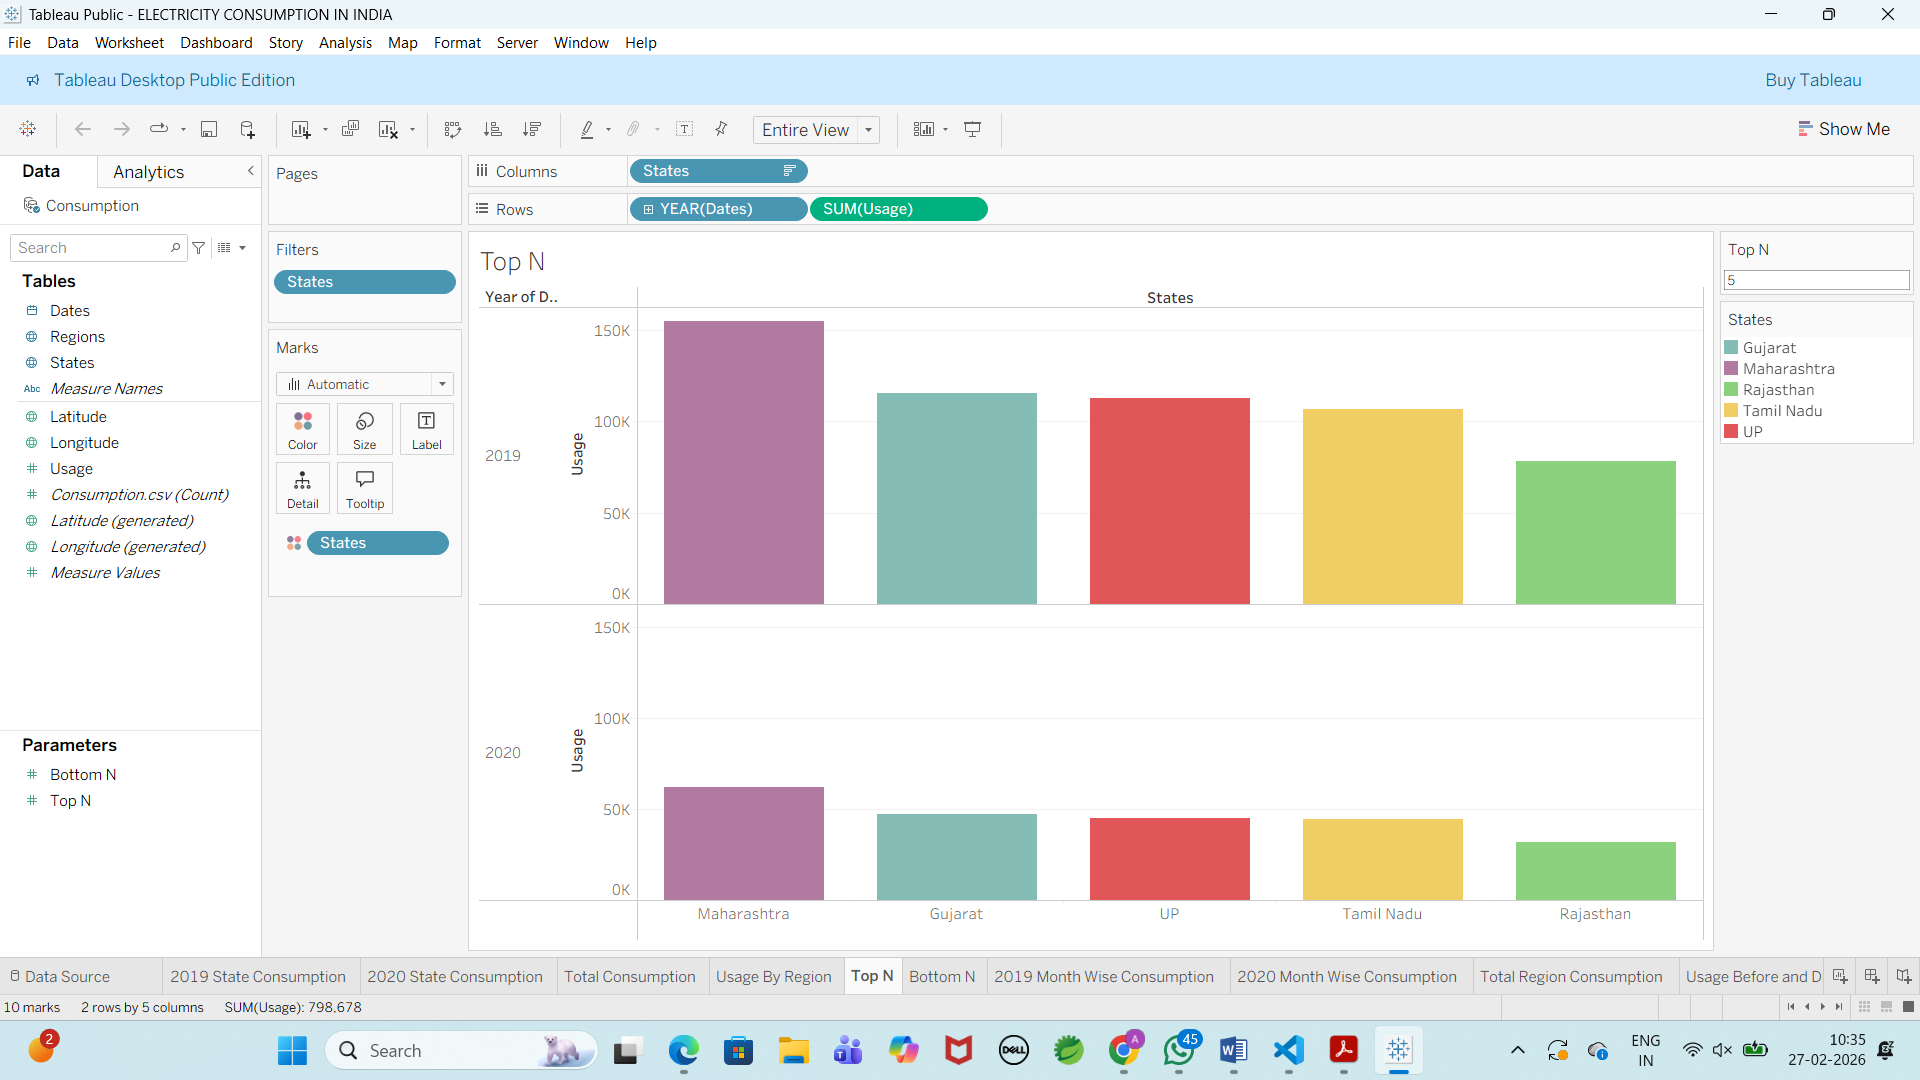 Tableau Public - ELECTRICITY CONSUMPTION IN INDIA
File Data Worksheet Dashboard Story Analysis Map Format Server Window Help
Tableau Desktop Public Edition
Buy Tableau
Entire View
Show Me
Data
Analytics
Consumption
Search
Tables
Dates
Regions
States
Abc Measure Names
Latitude
Longitude
Usage
Consumption.csv (Count)
Latitude (generated)
Longitude (generated)
Measure Values
Parameters
Bottom N
Top N
Pages
Filters
States
Marks
Automatic
Color
Size
Label
Detail
Tooltip
States
Columns
States
Rows
YEAR(Dates)
SUM(Usage)
Top N
Year of D..
States
2019
Usage
150K
100K
50K
0K
2020
Usage
150K
100K
50K
0K
Maharashtra
Gujarat
UP
Tamil Nadu
Rajasthan
Top N
5
States
Gujarat
Maharashtra
Rajasthan
Tamil Nadu
UP
Data Source
2019 State Consumption
2020 State Consumption
Total Consumption
Usage By Region
Top N
Bottom N
2019 Month Wise Consumption
2020 Month Wise Consumption
Total Region Consumption
Usage Before and D
10 marks
2 rows by 5 columns
SUM(Usage): 798,678
2
Search
DELL
A
45
ENG
IN
10:35
27-02-2026